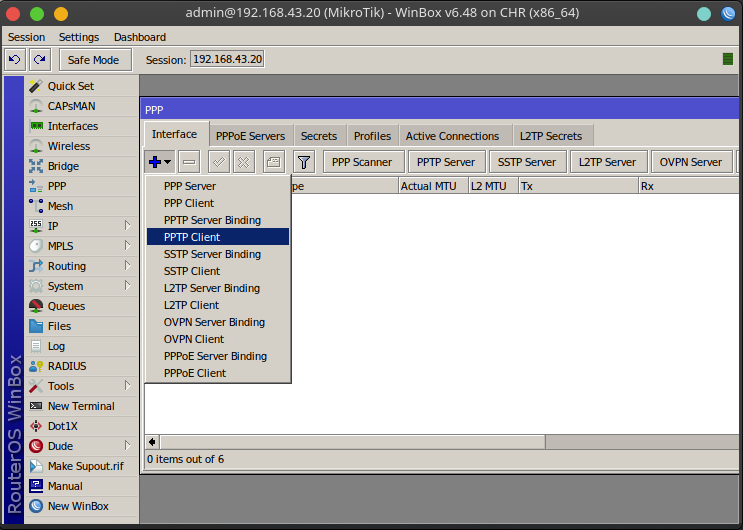 admin@192.168.43.20 (MikroTik) - WinBox v6.48 on CHR (x86_64)
Session Settings Dashboard
Safe Mode Session: 192.168.43.20
Quick Set
CAPsMAN
Interfaces
Wireless
Bridge
PPP
Mesh
IP
MPLS
Routing
System
Queues
Files
Log
RADIUS
Tools
New Terminal
Dot1X
Dude
Make Supout.rif
Manual
New WinBox
RouterOS WinBox
PPP
Interface PPPoE Servers Secrets Profiles Active Connections L2TP Secrets
PPP Scanner PPTP Server SSTP Server L2TP Server OVPN Server
Actual MTU L2 MTU Tx Rx
PPP Server
PPP Client
PPTP Server Binding
PPTP Client
SSTP Server Binding
SSTP Client
L2TP Server Binding
L2TP Client
OVPN Server Binding
OVPN Client
PPPoE Server Binding
PPPoE Client
0 items out of 6